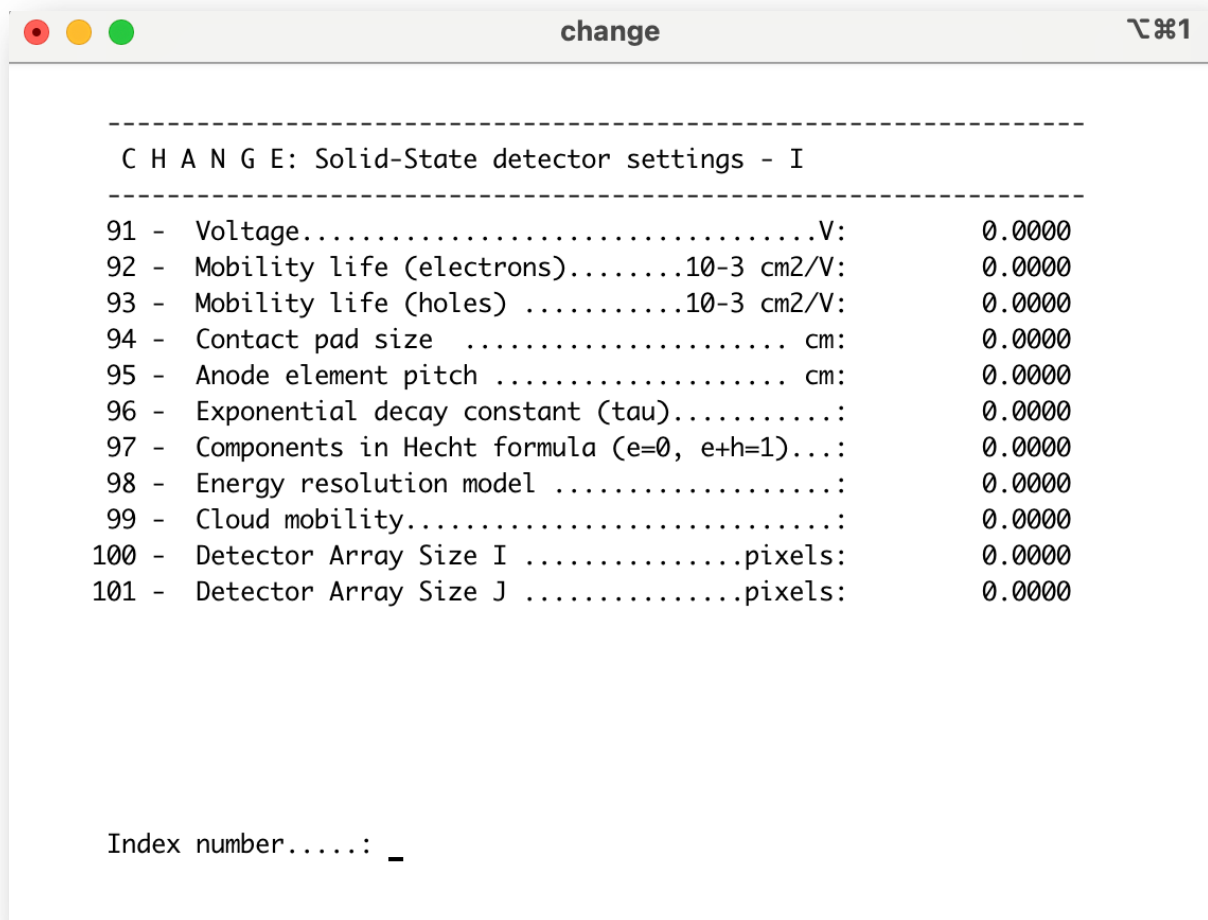 change
⌥⌘1
--------------------------------------------------------------------
C H A N G E: Solid-State detector settings - I
--------------------------------------------------------------------
91 - Voltage...................................V: 0.0000
92 - Mobility life (electrons)........10-3 cm2/V: 0.0000
93 - Mobility life (holes) ...........10-3 cm2/V: 0.0000
94 - Contact pad size ...................... cm: 0.0000
95 - Anode element pitch .................... cm: 0.0000
96 - Exponential decay constant (tau)...........: 0.0000
97 - Components in Hecht formula (e=0, e+h=1)...: 0.0000
98 - Energy resolution model ...................: 0.0000
99 - Cloud mobility.............................: 0.0000
100 - Detector Array Size I ...............pixels: 0.0000
101 - Detector Array Size J ...............pixels: 0.0000
Index number.....: _